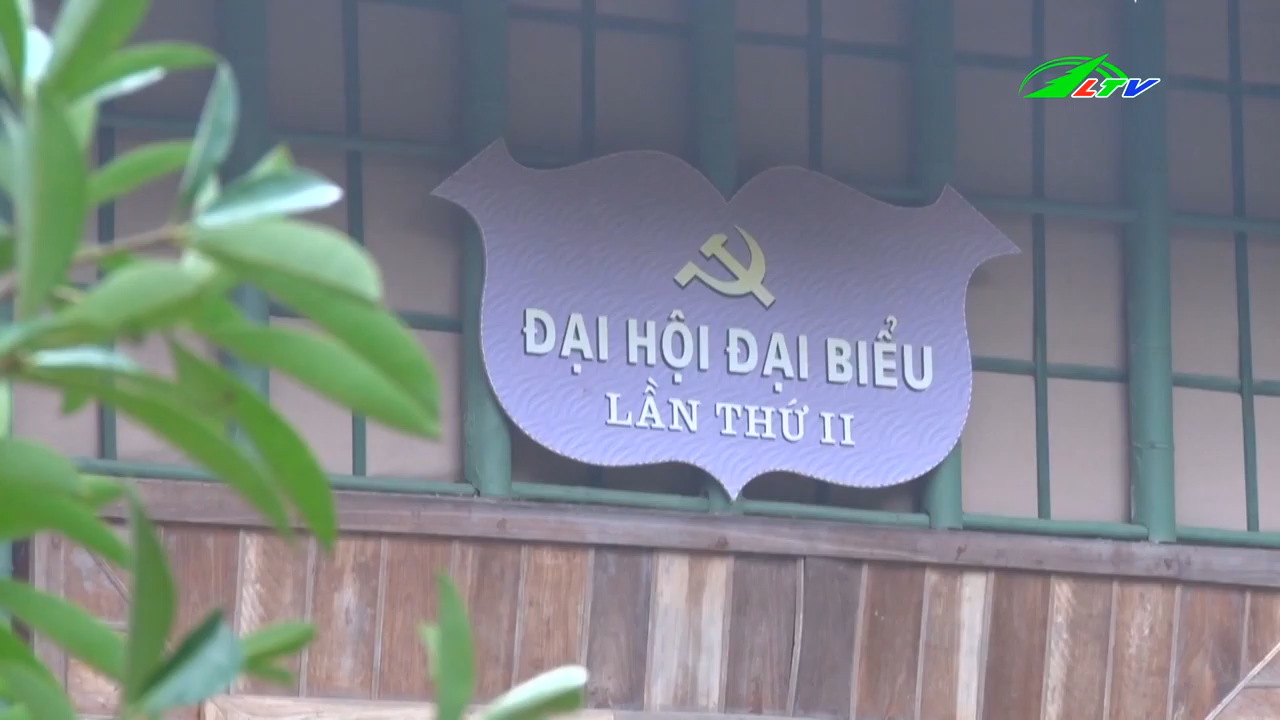 LTV
ĐẠI HỘI ĐẠI BIỂU
LẦN THỨ II